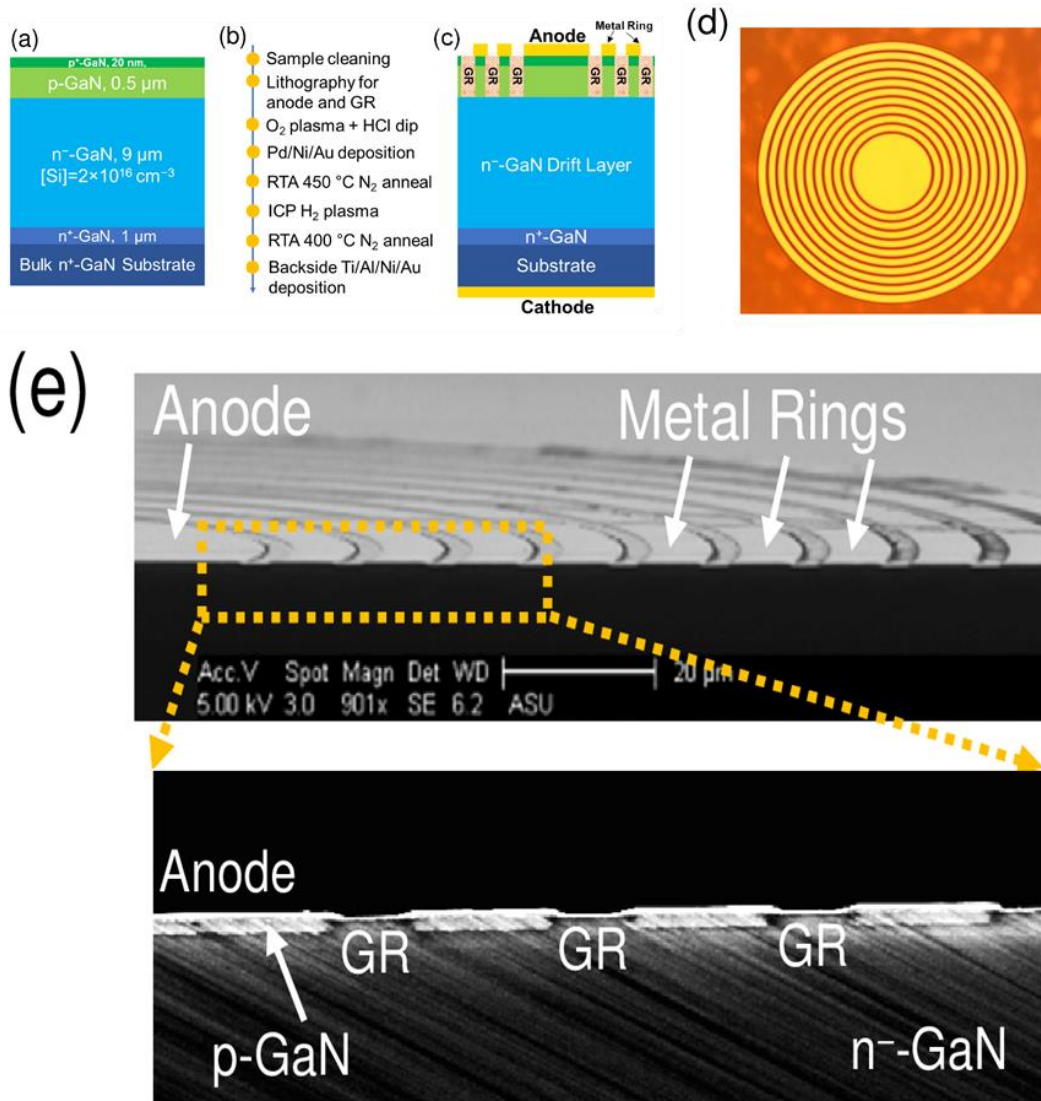 (a)
p⁺-GaN, 20 nm,
p-GaN, 0.5 μm
n⁻-GaN, 9 μm
[Si]=2×10¹⁶ cm⁻³
n⁺-GaN, 1 μm
Bulk n⁺-GaN Substrate
(b)
Sample cleaning
Lithography for
anode and GR
O₂ plasma + HCl dip
Pd/Ni/Au deposition
RTA 450 °C N₂ anneal
ICP H₂ plasma
RTA 400 °C N₂ anneal
Backside Ti/Al/Ni/Au
deposition
(c)
Metal Ring
Anode
GR GR GR GR GR GR
n⁻-GaN Drift Layer
n⁺-GaN
Substrate
Cathode
(d)
(e)
Anode Metal Rings
Acc.V Spot Magn Det WD 20 μm
5.00 kV 3.0 901x SE 6.2 ASU
Anode
GR GR GR
p-GaN n⁻-GaN